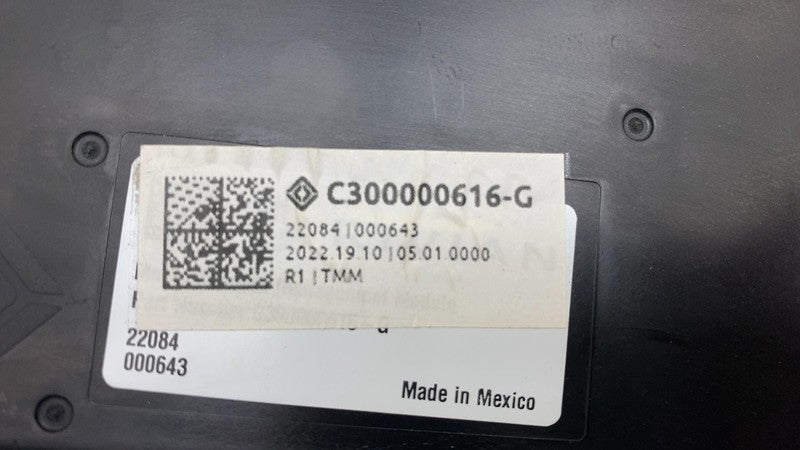 C300000616-G
22084|000643
2022.19.10|05.01.0000
R1|TMM
22084
000643
Made in Mexico